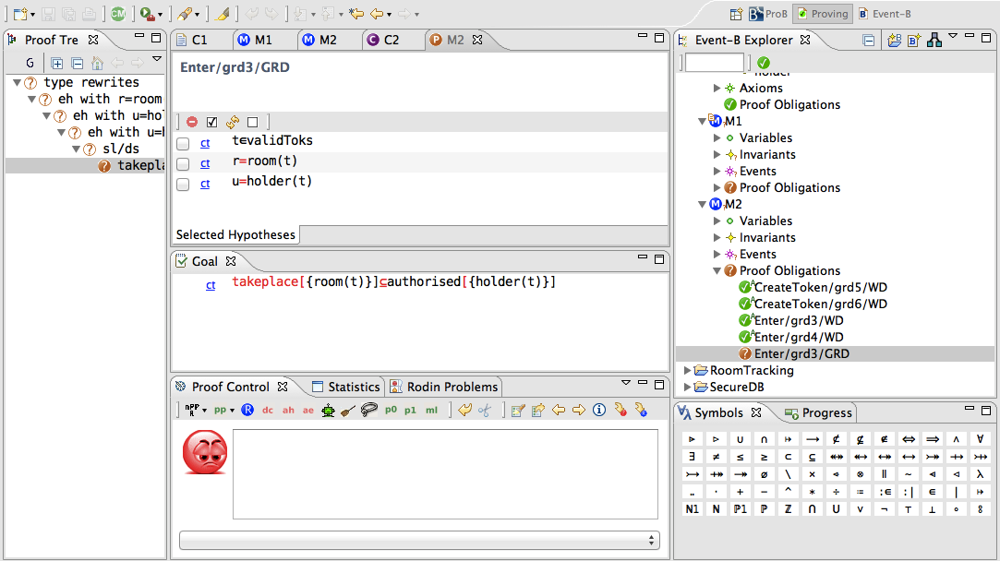 CM
ProB
Proving
Event-B
Proof Tre
G
type rewrites
eh with r=room
eh with u=hol
eh with u=h
sl/ds
takepla
C1
M1
M2
C2
M2
Enter/grd3/GRD
ct t∈validToks
ct r=room(t)
ct u=holder(t)
Selected Hypotheses
Goal
ct takeplace[{room(t)}]⊆authorised[{holder(t)}]
Proof Control
Statistics
Rodin Problems
nPP R pp R dc ah ae p0 p1 ml
Event-B Explorer
holder
Axioms
Proof Obligations
M1
Variables
Invariants
Events
Proof Obligations
M2
Variables
Invariants
Events
Proof Obligations
CreateToken/grd5/WD
CreateToken/grd6/WD
Enter/grd3/WD
Enter/grd4/WD
Enter/grd3/GRD
RoomTracking
SecureDB
Symbols
Progress
⩥ ▷ ∪ ∩ ↦ → ⊄ ⊈ ∉ ⇔ ⇒ ∧ ∀
∃ ≠ ≤ ≥ ⊂ ⊆
∅ \ ×
‥ · + − ^ ∗ ÷ ≔ :∈ :∣ ∈ ∣ ↦
ℕ1 ℕ ℙ1 ℙ ℤ ⋂ ⋃ ∨ ¬ ⊤ ⊥ ∘